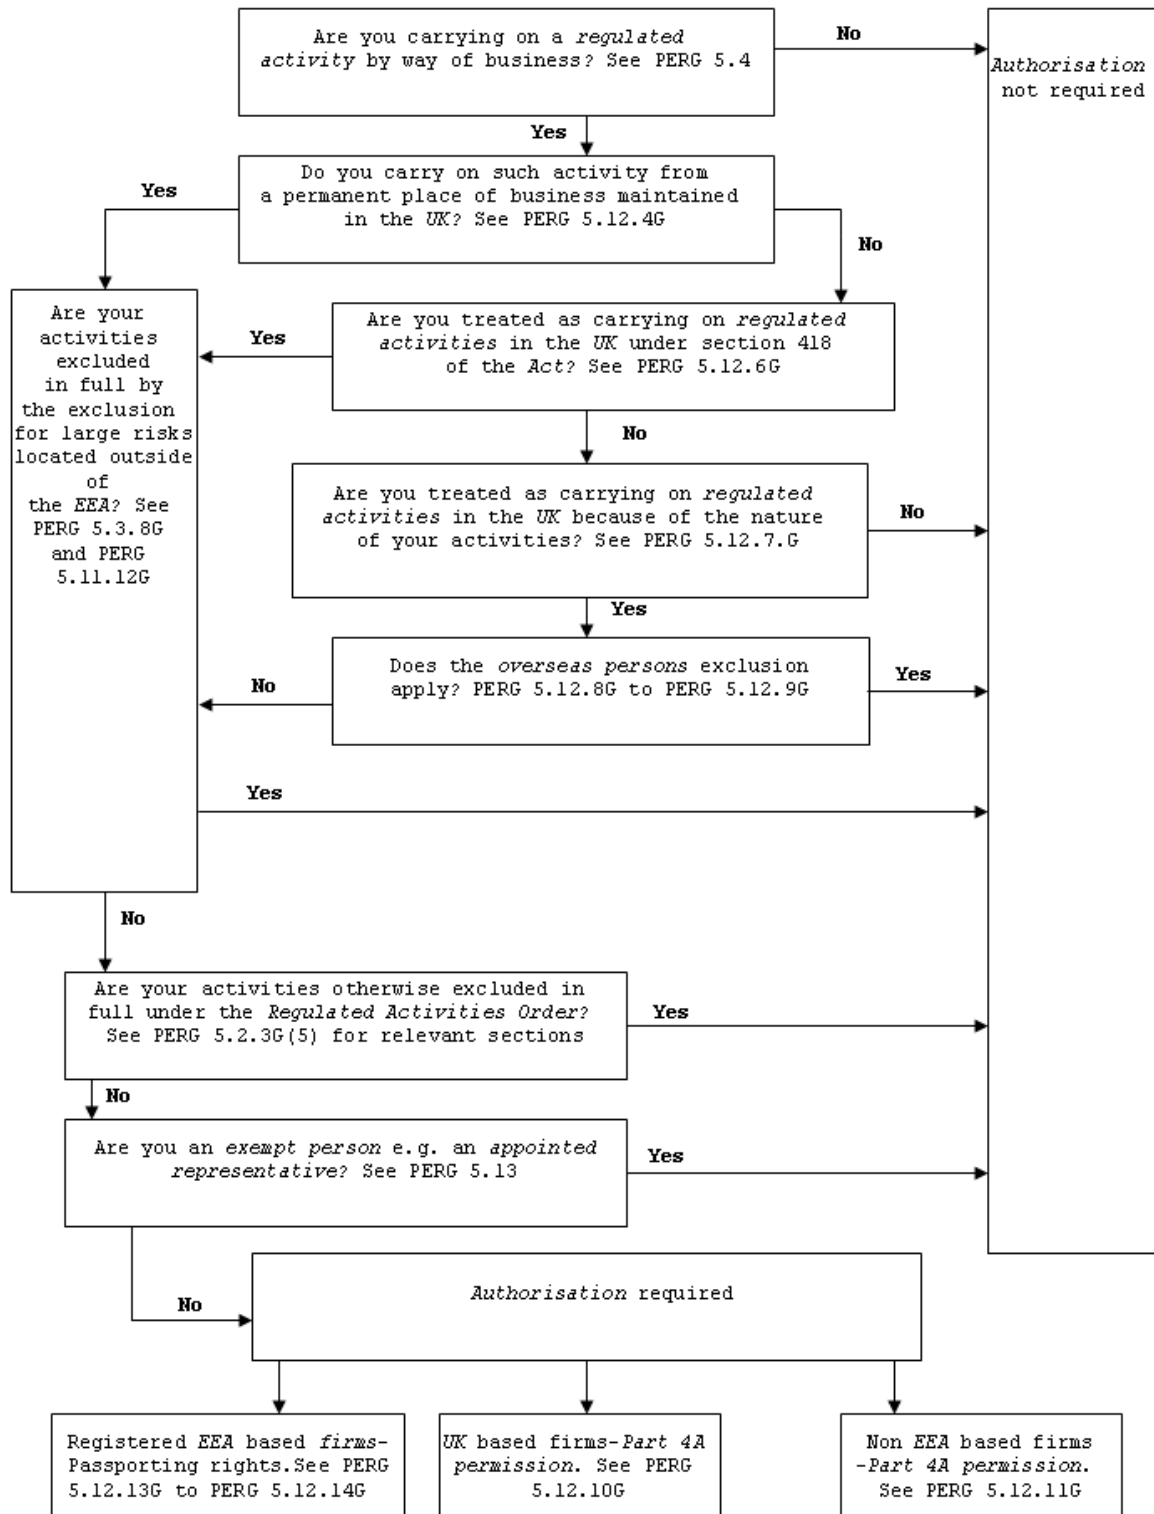 Are you carrying on a regulated
activity by way of business? See PERG 5.4
No
Authorisation
not required
Yes
Do you carry on such activity from
a permanent place of business maintained
in the UK? See PERG 5.12.4G
Yes
No
Are your
activities
excluded
in full by
the exclusion
for large risks
located outside
of
the EEA? See
PERG 5.3.8G
and PERG
5.11.12G
Are you treated as carrying on regulated
activities in the UK under section 418
of the Act? See PERG 5.12.6G
Yes
No
Are you treated as carrying on regulated
activities in the UK because of the nature
of your activities? See PERG 5.12.7.G
No
Yes
Does the overseas persons exclusion
apply? PERG 5.12.8G to PERG 5.12.9G
No
Yes
Yes
No
Are your activities otherwise excluded in
full under the Regulated Activities Order?
See PERG 5.2.3G(5) for relevant sections
Yes
No
Are you an exempt person e.g. an appointed
representative? See PERG 5.13
Yes
No
Authorisation required
Registered EEA based firms-
Passporting rights.See PERG
5.12.13G to PERG 5.12.14G
UK based firms-Part 4A
permission. See PERG
5.12.10G
Non EEA based firms
-Part 4A permission.
See PERG 5.12.11G